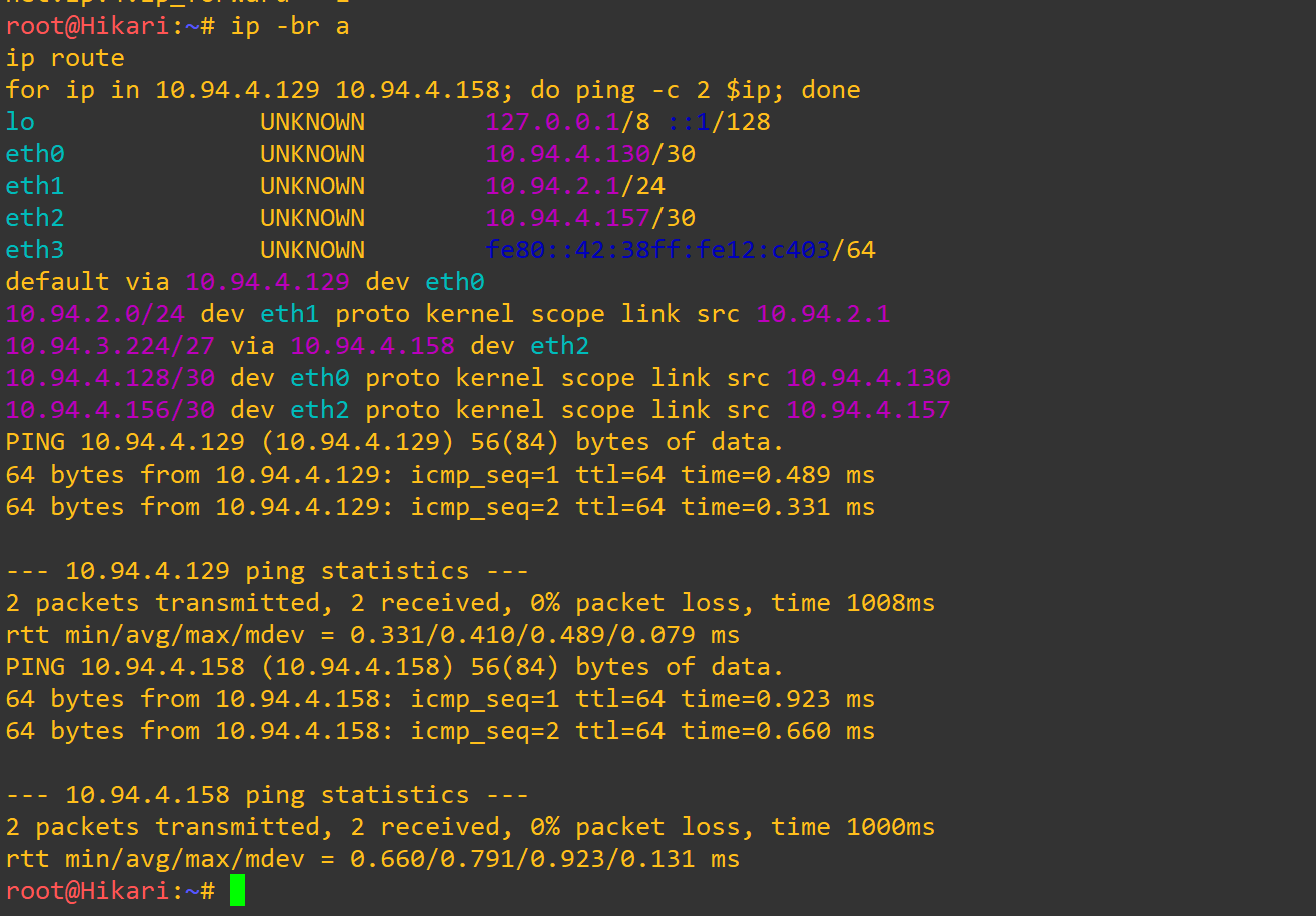 root@Hikari:~# ip -br a
ip route
for ip in 10.94.4.129 10.94.4.158; do ping -c 2 $ip; done
lo               UNKNOWN        127.0.0.1/8 ::1/128
eth0             UNKNOWN        10.94.4.130/30
eth1             UNKNOWN        10.94.2.1/24
eth2             UNKNOWN        10.94.4.157/30
eth3             UNKNOWN        fe80::42:38ff:fe12:c403/64
default via 10.94.4.129 dev eth0
10.94.2.0/24 dev eth1 proto kernel scope link src 10.94.2.1
10.94.3.224/27 via 10.94.4.158 dev eth2
10.94.4.128/30 dev eth0 proto kernel scope link src 10.94.4.130
10.94.4.156/30 dev eth2 proto kernel scope link src 10.94.4.157
PING 10.94.4.129 (10.94.4.129) 56(84) bytes of data.
64 bytes from 10.94.4.129: icmp_seq=1 ttl=64 time=0.489 ms
64 bytes from 10.94.4.129: icmp_seq=2 ttl=64 time=0.331 ms

--- 10.94.4.129 ping statistics ---
2 packets transmitted, 2 received, 0% packet loss, time 1008ms
rtt min/avg/max/mdev = 0.331/0.410/0.489/0.079 ms
PING 10.94.4.158 (10.94.4.158) 56(84) bytes of data.
64 bytes from 10.94.4.158: icmp_seq=1 ttl=64 time=0.923 ms
64 bytes from 10.94.4.158: icmp_seq=2 ttl=64 time=0.660 ms

--- 10.94.4.158 ping statistics ---
2 packets transmitted, 2 received, 0% packet loss, time 1000ms
rtt min/avg/max/mdev = 0.660/0.791/0.923/0.131 ms
root@Hikari:~#